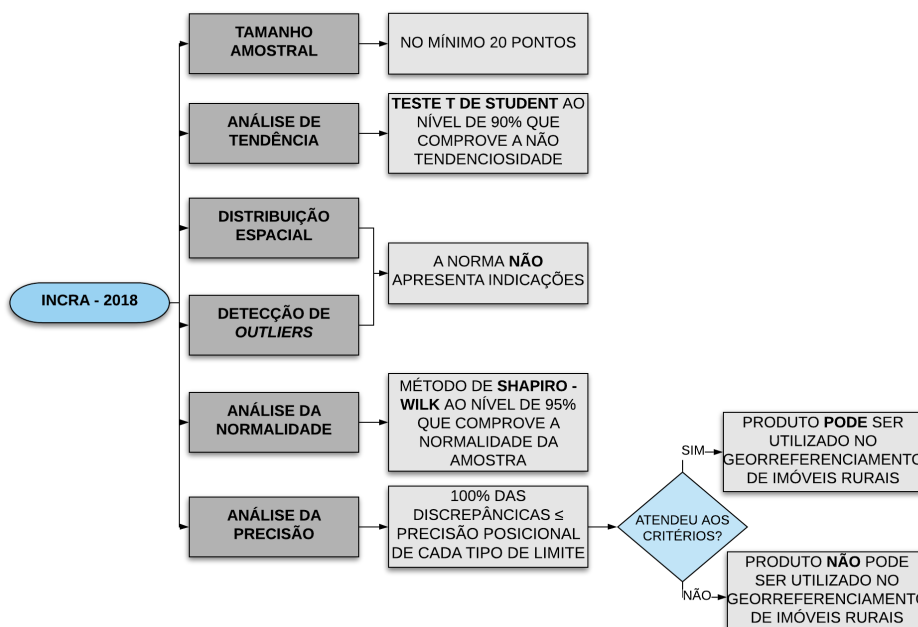 TAMANHO
AMOSTRAL
NO MÍNIMO 20 PONTOS
ANÁLISE DE
TENDÊNCIA
TESTE T DE STUDENT AO
NÍVEL DE 90% QUE
COMPROVE A NÃO
TENDENCIOSIDADE
DISTRIBUIÇÃO
ESPACIAL
A NORMA NÃO
APRESENTA INDICAÇÕES
INCRA - 2018
DETECÇÃO DE
OUTLIERS
ANÁLISE DA
NORMALIDADE
MÉTODO DE SHAPIRO -
WILK AO NÍVEL DE 95%
QUE COMPROVE A
NORMALIDADE DA
AMOSTRA
ANÁLISE DA
PRECISÃO
100% DAS
DISCREPÂNCICAS ≤
PRECISÃO POSICIONAL
DE CADA TIPO DE LIMITE
ATENDEU AOS
CRITÉRIOS?
SIM
PRODUTO PODE SER
UTILIZADO NO
GEORREFERENCIAMENTO
DE IMÓVEIS RURAIS
NÃO
PRODUTO NÃO PODE
SER UTILIZADO NO
GEORREFERENCIAMENTO
DE IMÓVEIS RURAIS